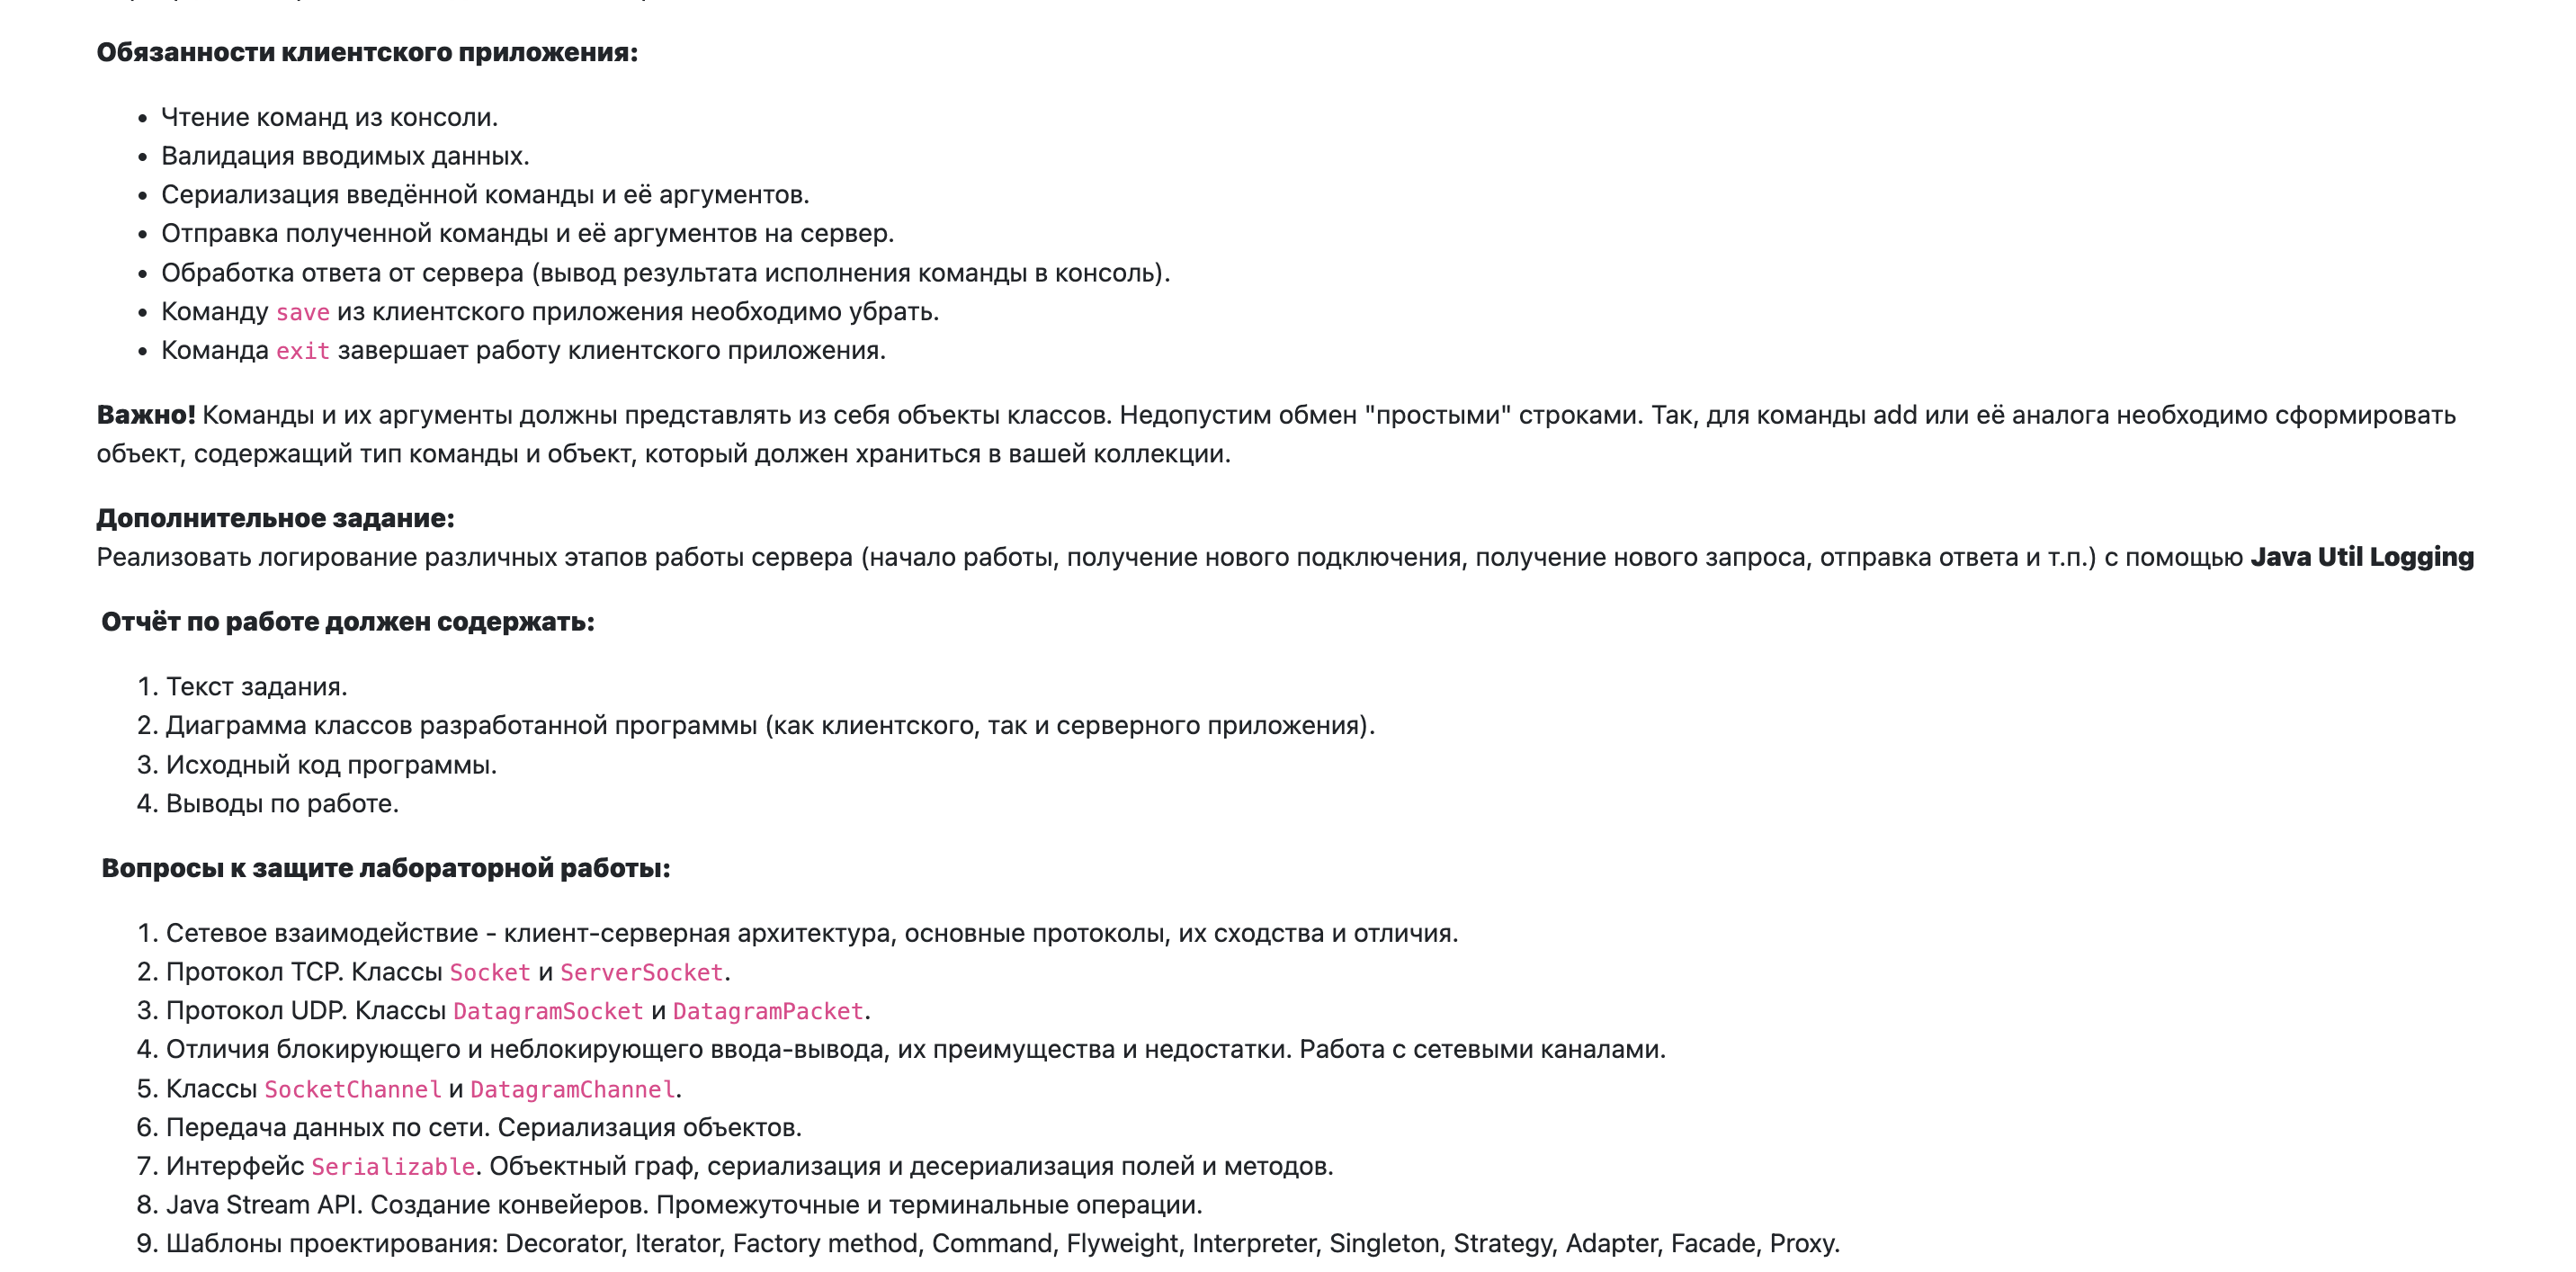 Обязанности клиентского приложения:
• Чтение команд из консоли.
• Валидация вводимых данных.
• Сериализация введённой команды и её аргументов.
• Отправка полученной команды и её аргументов на сервер.
• Обработка ответа от сервера (вывод результата исполнения команды в консоль).
• Команду save из клиентского приложения необходимо убрать.
• Команда exit завершает работу клиентского приложения.
Важно! Команды и их аргументы должны представлять из себя объекты классов. Недопустим обмен "простыми" строками. Так, для команды add или её аналога необходимо сформировать
объект, содержащий тип команды и объект, который должен храниться в вашей коллекции.
Дополнительное задание:
Реализовать логирование различных этапов работы сервера (начало работы, получение нового подключения, получение нового запроса, отправка ответа и т.п.) с помощью Java Util Logging
Отчёт по работе должен содержать:
1. Текст задания.
2. Диаграмма классов разработанной программы (как клиентского, так и серверного приложения).
3. Исходный код программы.
4. Выводы по работе.
Вопросы к защите лабораторной работы:
1. Сетевое взаимодействие - клиент-серверная архитектура, основные протоколы, их сходства и отличия.
2. Протокол TCP. Классы Socket и ServerSocket.
3. Протокол UDP. Классы DatagramSocket и DatagramPacket.
4. Отличия блокирующего и неблокирующего ввода-вывода, их преимущества и недостатки. Работа с сетевыми каналами.
5. Классы SocketChannel и DatagramChannel.
6. Передача данных по сети. Сериализация объектов.
7. Интерфейс Serializable. Объектный граф, сериализация и десериализация полей и методов.
8. Java Stream API. Создание конвейеров. Промежуточные и терминальные операции.
9. Шаблоны проектирования: Decorator, Iterator, Factory method, Command, Flyweight, Interpreter, Singleton, Strategy, Adapter, Facade, Proxy.